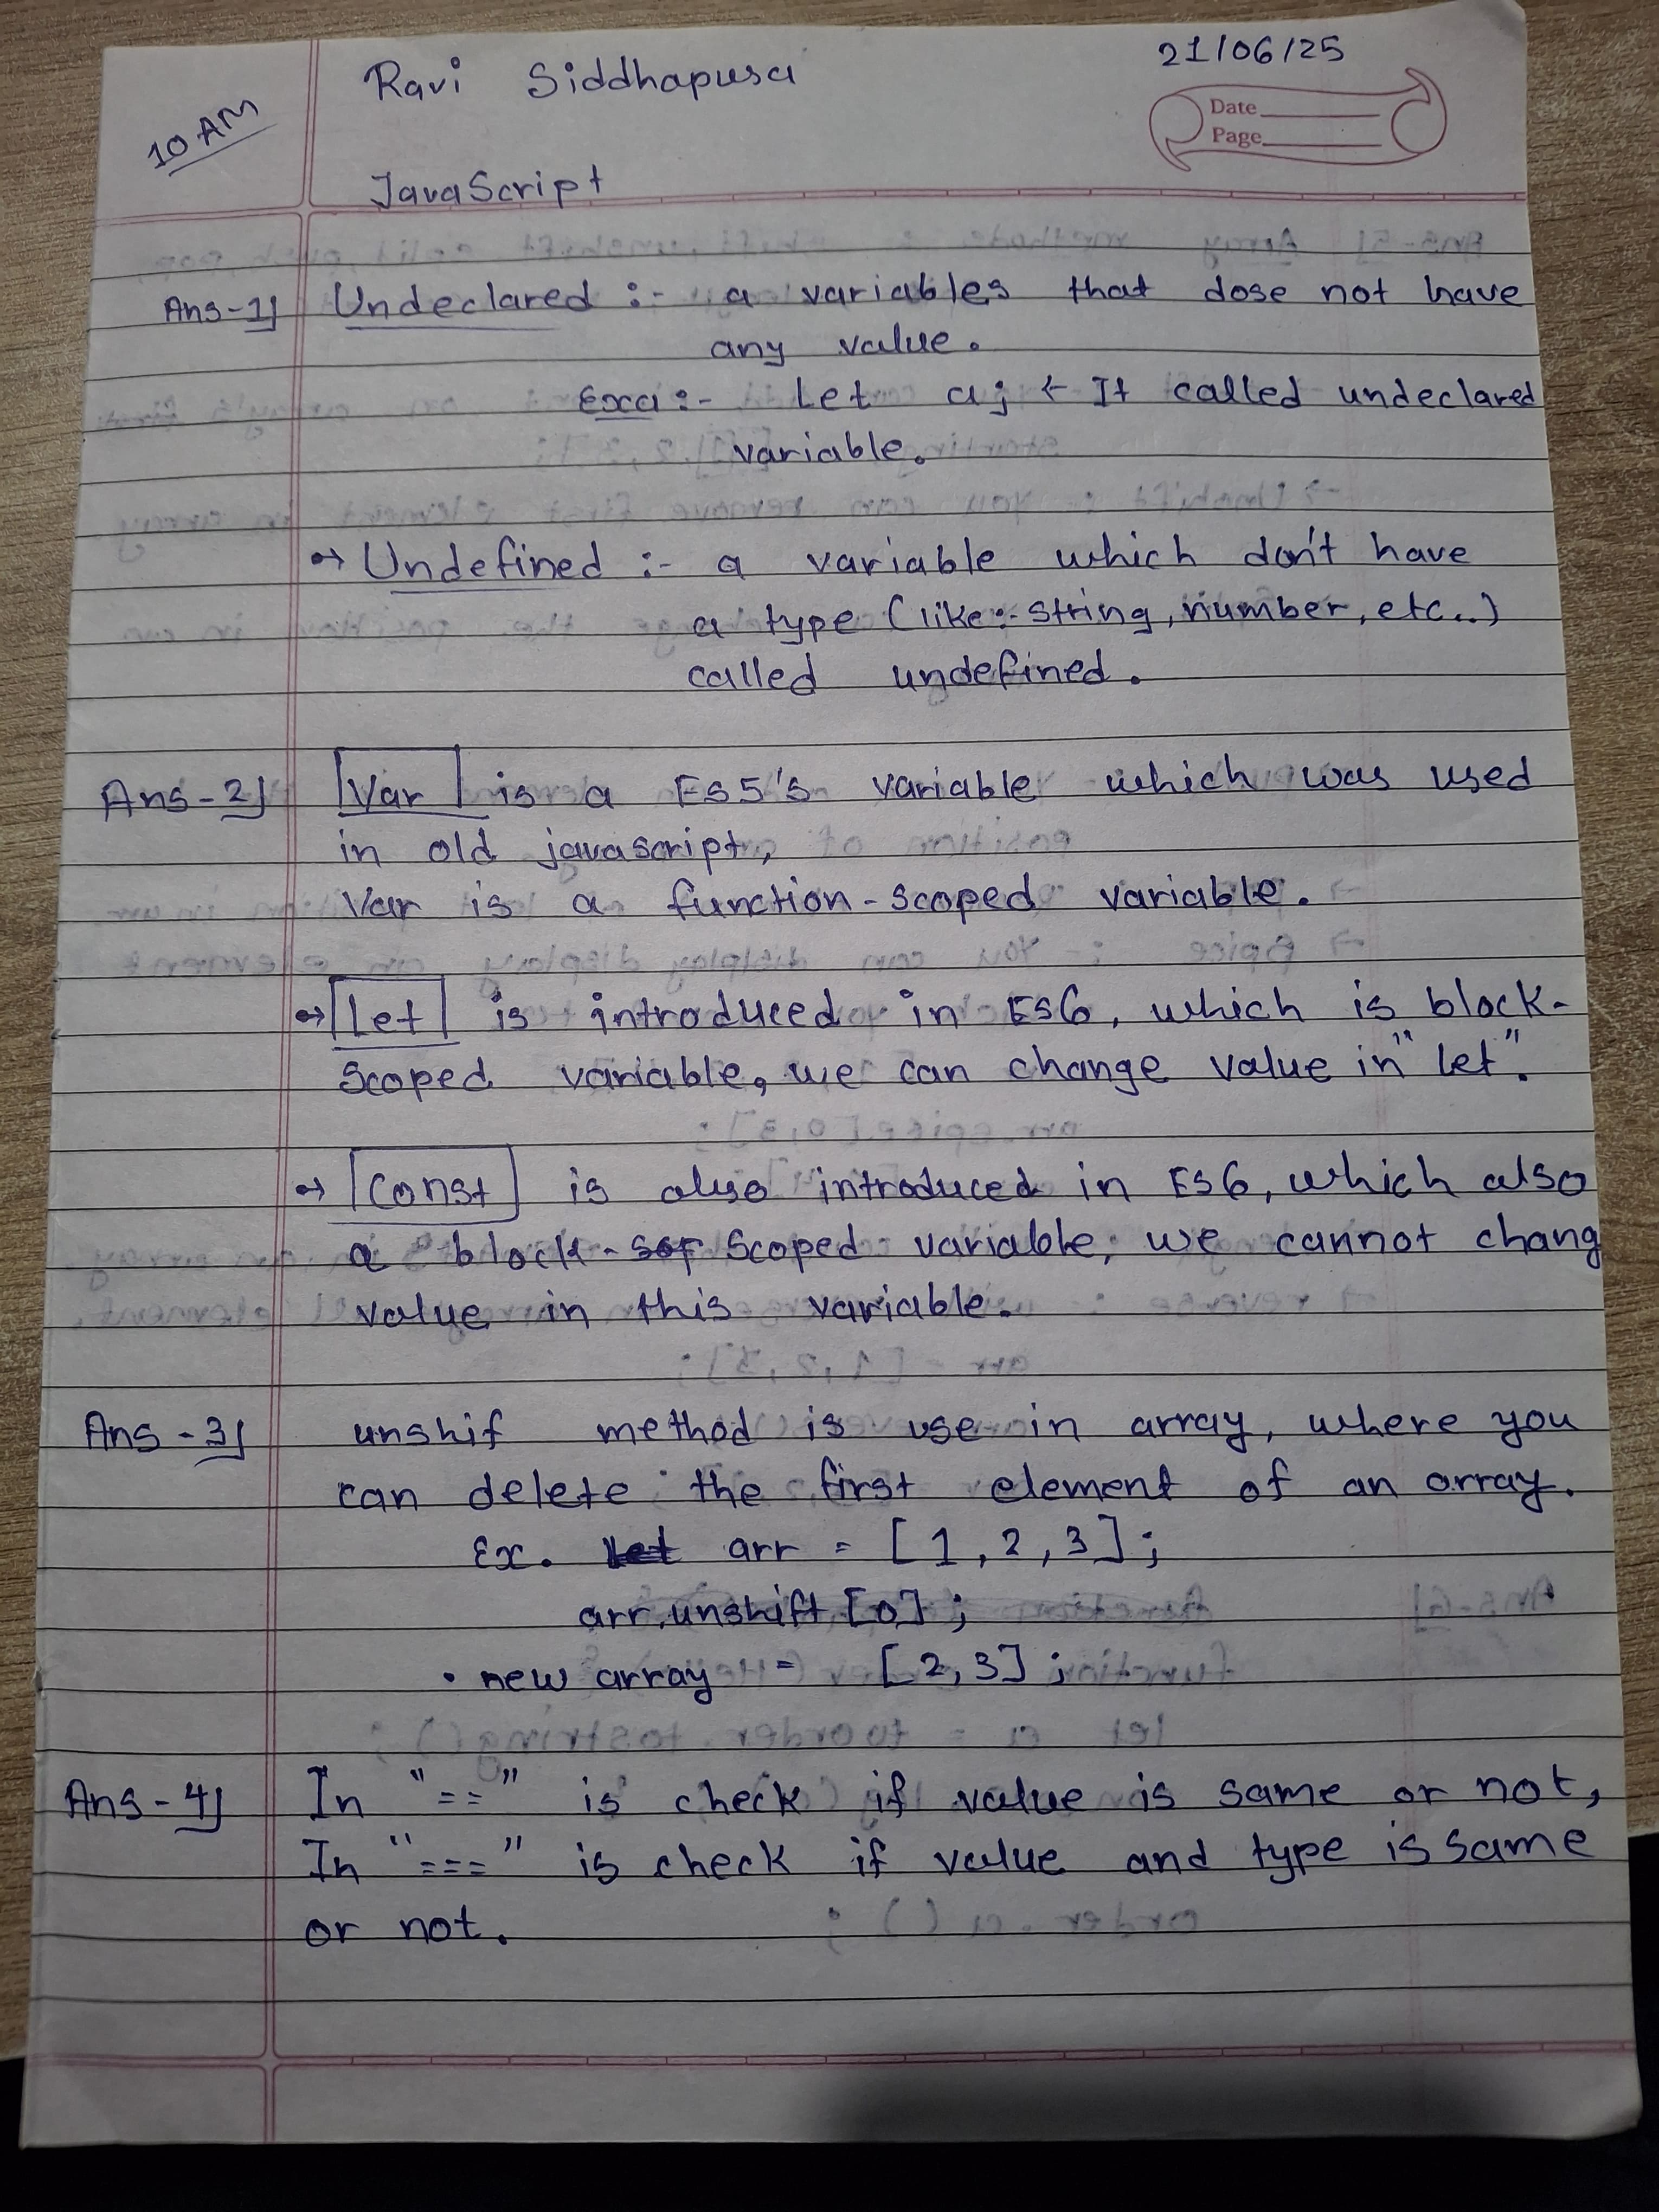 21/06/25
Ravi Siddhapura
10 AM
Date
Page
JavaScript
Ans-1] Undeclared :- a variables that dose not have
any value.
Exa:- Let a; ← It called undeclared
variable.
→ Undefined :- a variable which don't have
a type (like:- string, number, etc..)
called undefined.
Ans-2] Var is a ES5's variable which was used
in old javascript,
Var is a function-scoped variable.
→ Let is introduced in ES6, which is block-
scoped variable, we can change value in "let".
→ Const is also introduced in ES6, which also
a block- scoped variable, we cannot chang
value in this variable.
Ans-3] unshif method is use in array, where you
can delete the first element of an array.
Ex. let arr = [1,2,3];
arr.unshift[0];
• new array = [2,3];
Ans-4] In "==" is check if value is same or not,
In "===" is check if value and type is same
or not.